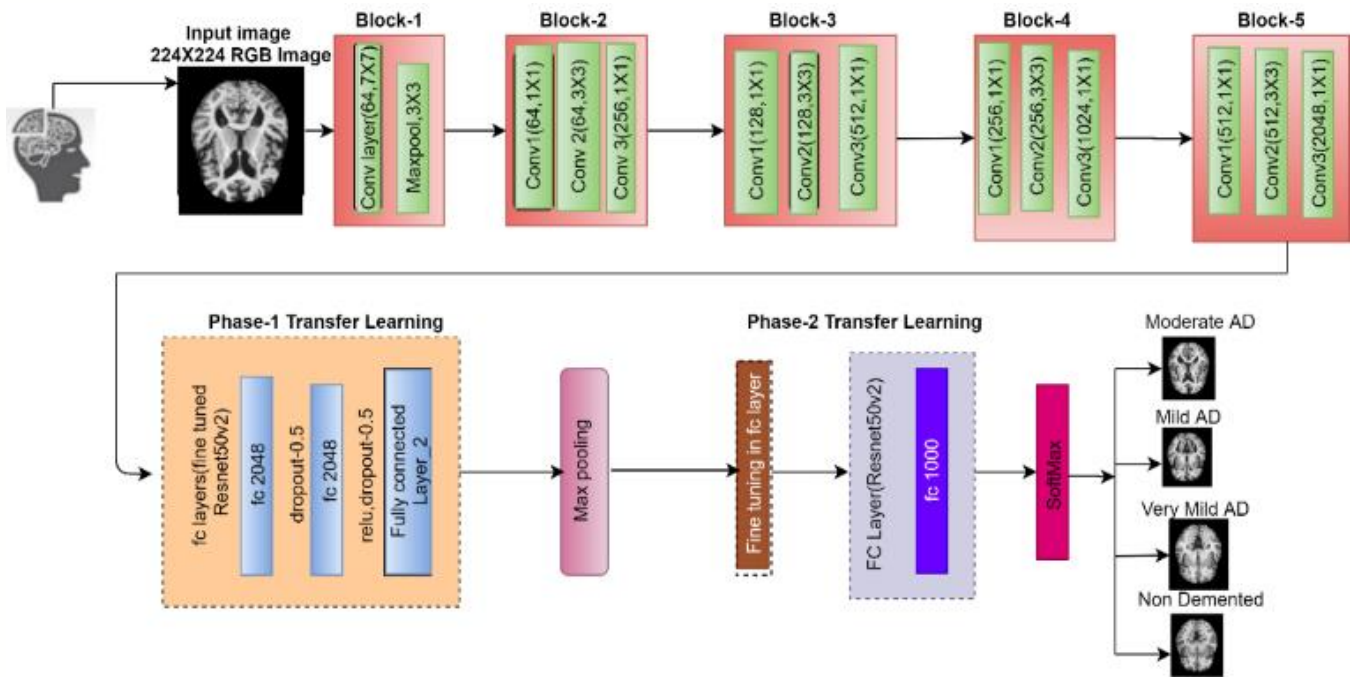 Input image
224X224 RGB Image
Block-1
Conv layer(64,7X7)
Maxpool,3X3
Block-2
Conv1(64,1X1)
Conv 2(64,3X3)
Conv 3(256,1X1)
Block-3
Conv1(128,1X1)
Conv2(128,3X3)
Conv3(512,1X1)
Block-4
Conv1(256,1X1)
Conv2(256,3X3)
Conv3(1024,1X1)
Block-5
Conv1(512,1X1)
Conv2(512,3X3)
Conv3(2048,1X1)
Phase-1 Transfer Learning
fc layers(fine tuned
Resnet50v2)
fc 2048
dropout-0.5
fc 2048
relu,dropout-0.5
Fully connected
Layer_2
Max pooling
Phase-2 Transfer Learning
Fine tuning in fc layer
FC Layer(Resnet50v2)
fc 1000
SoftMax
Moderate AD
Mild AD
Very Mild AD
Non Demented